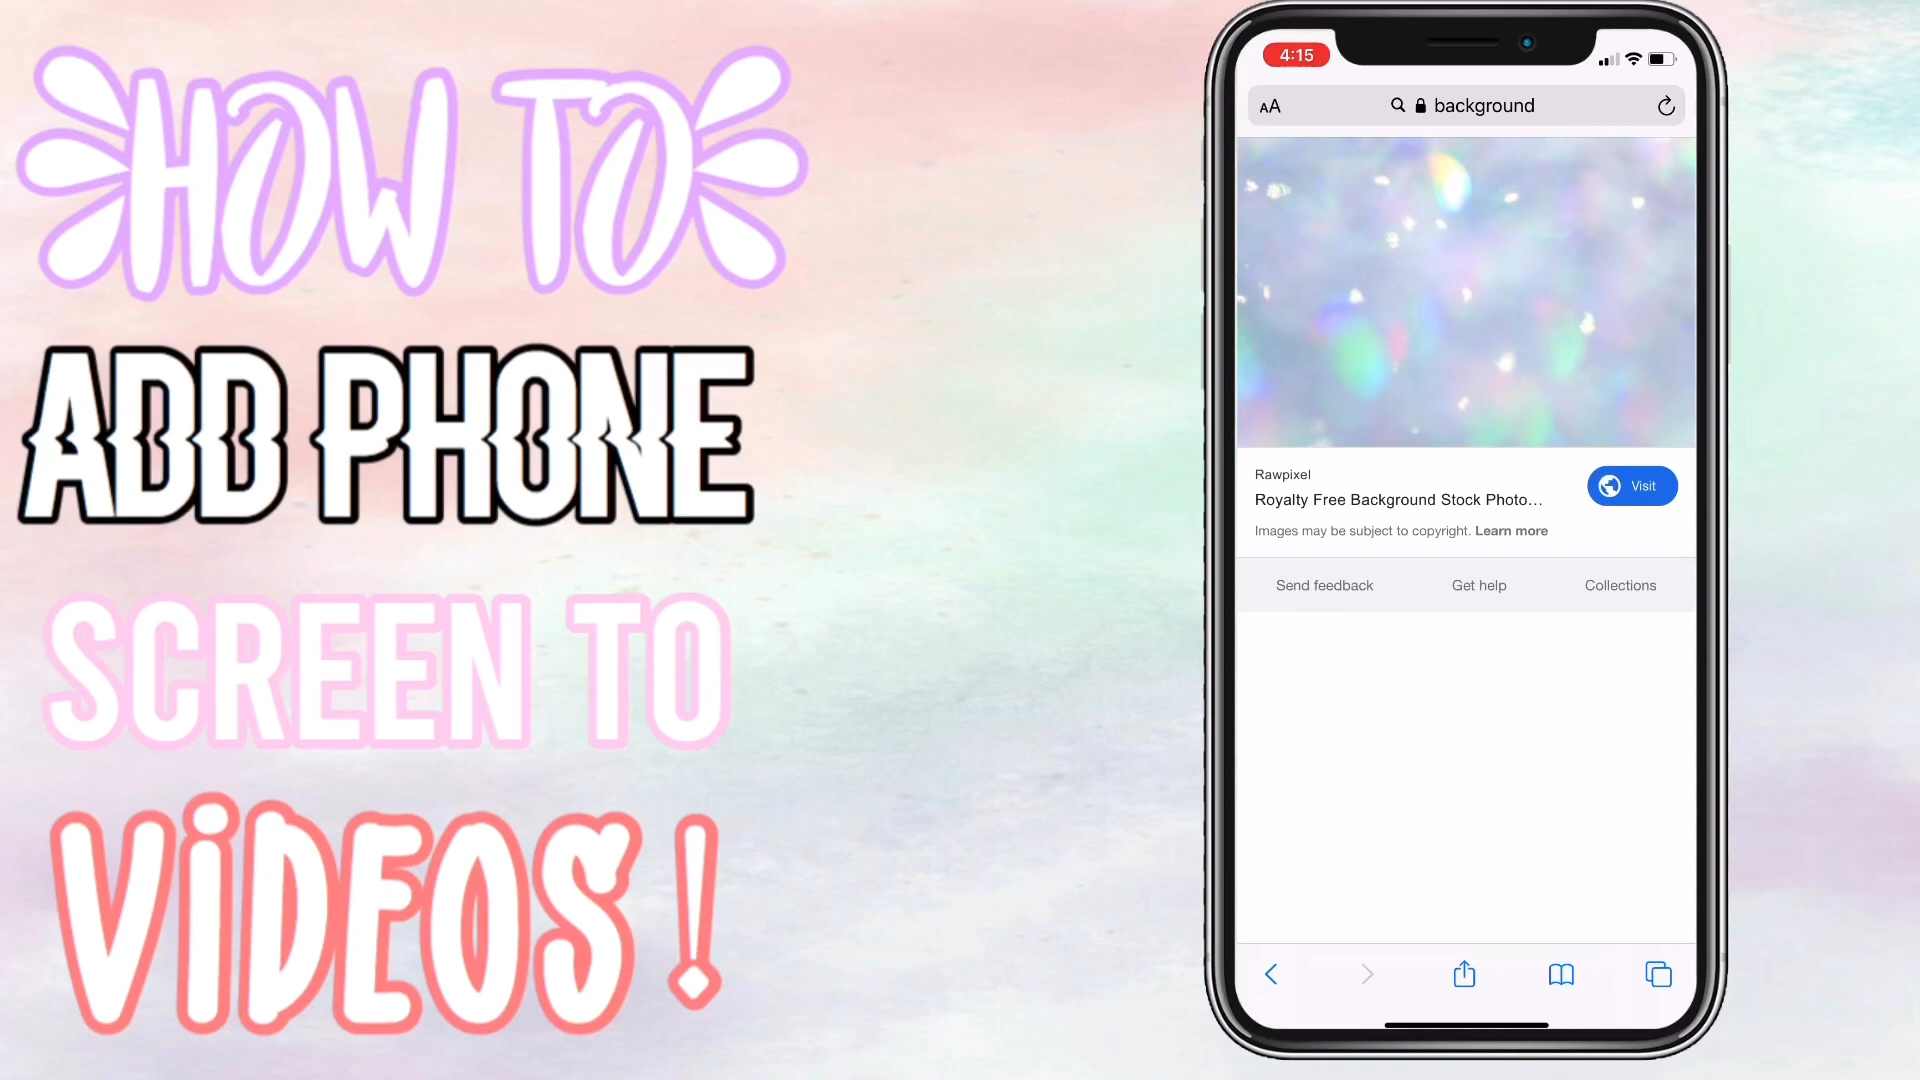 HOW TO
ADD PHONE
SCREEN TO
ViDEOS!
4:15
AA
background
Rawpixel
Visit
Royalty Free Background Stock Photo...
Images may be subject to copyright. Learn more
Send feedback Get help Collections